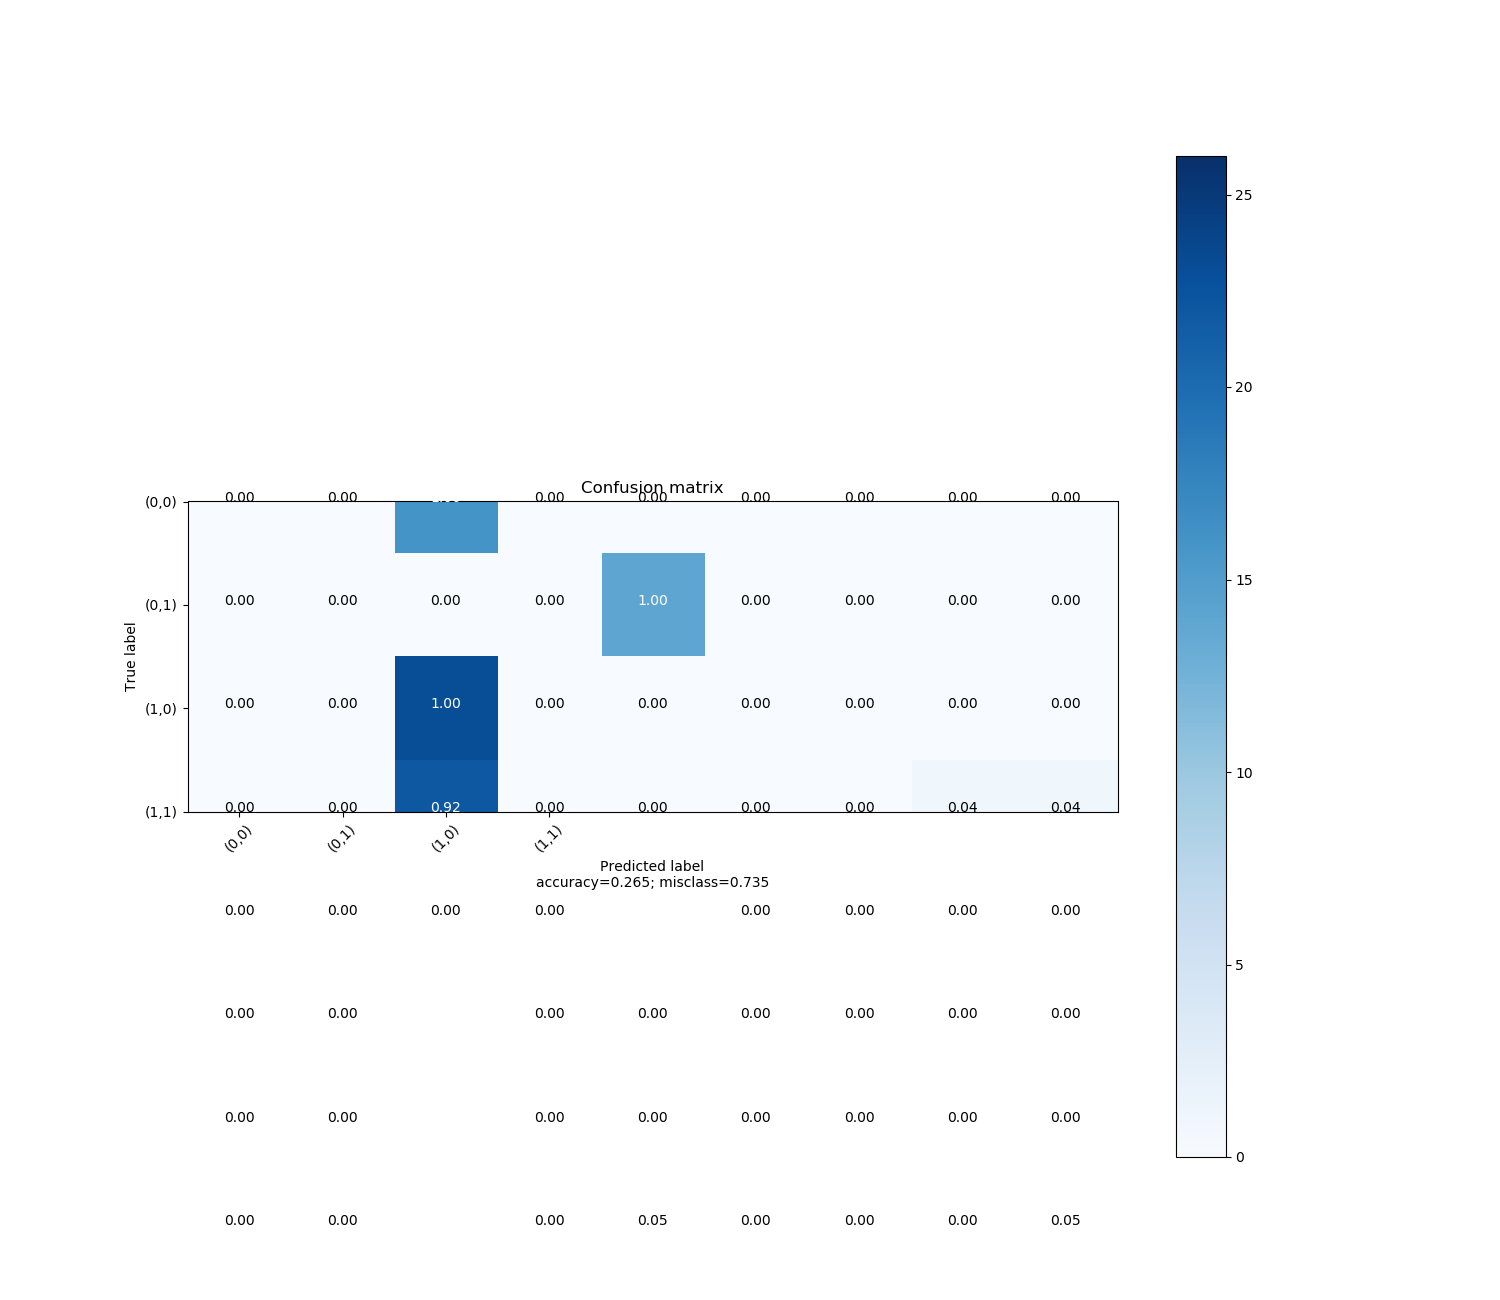 25
Confusion matrix
(0,0) 0.00 0.00 0.00 0.00 0.00 0.00 0.00 0.00
20
15
(0,1) 0.00 0.00 0.00 0.00 1.00 0.00 0.00 0.00 0.00
True label
(1,0) 0.00 0.00 1.00 0.00 0.00 0.00 0.00 0.00 0.00
10
(1,1) 0.00 0.00 0.92 0.00 0.00 0.00 0.00 0.04 0.04
(0,0) (0,1) (1,0) (1,1)
Predicted label
accuracy=0.265; misclass=0.735
0.00 0.00 0.00 0.00 0.00 0.00 0.00 0.00
5
0.00 0.00 0.00 0.00 0.00 0.00 0.00 0.00
0.00 0.00 0.00 0.00 0.00 0.00 0.00 0.00
0
0.00 0.00 0.00 0.05 0.00 0.00 0.00 0.05